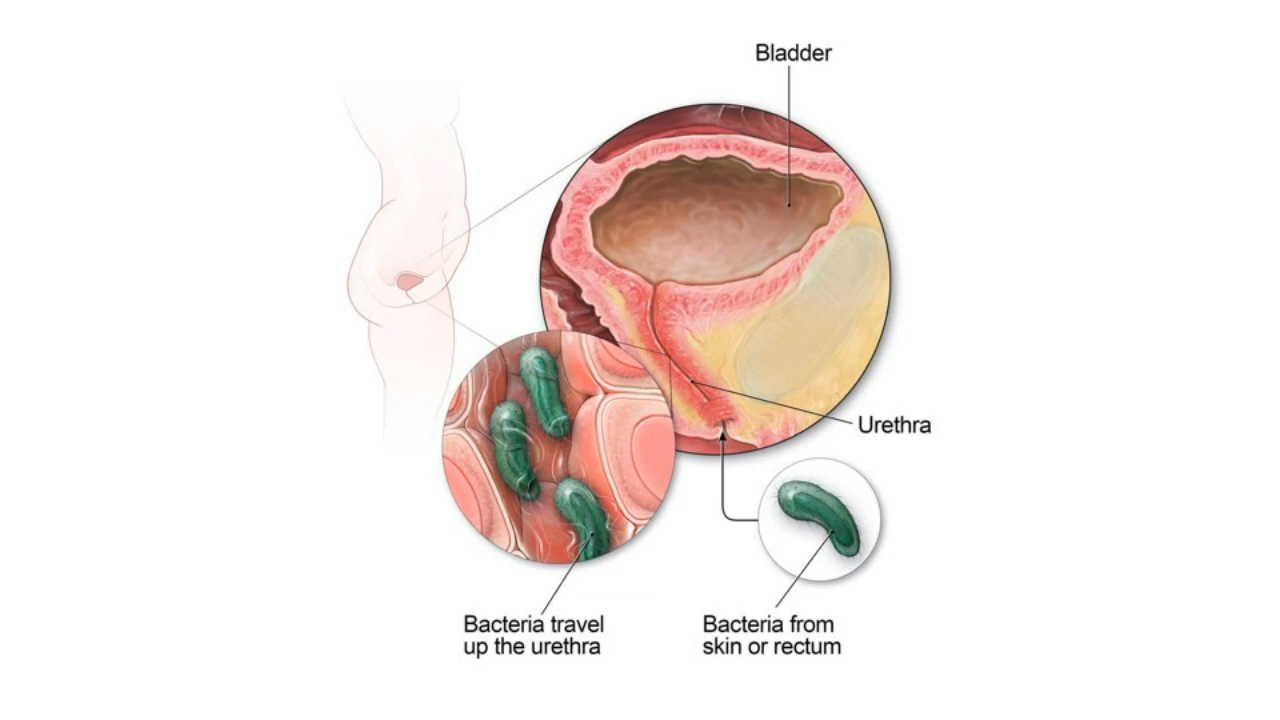 Bladder
Urethra
Bacteria travel
up the urethra
Bacteria from
skin or rectum